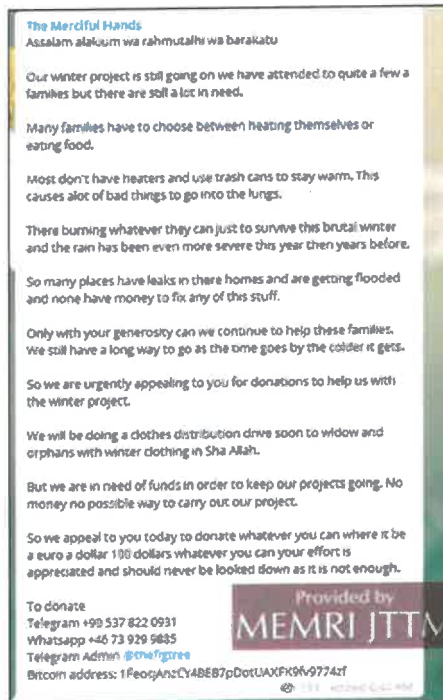 The Merciful Hands
Assalam alakium wa rahmutalhi wa barakatu
Our winter project is still going on we have attended to quite a few a
families but there are still a lot in need.
Many families have to choose between heating themselves or
eating food.
Most don't have heaters and use trash cans to stay warm, This
causes alot of bad things to go into the lungs.
There burning whatever they can just to survive this brutal winter
and the rain has been even more severe this year then years before.
So many places have leaks in there homes and are getting flooded
and none have money to fix any of this stuff.
Only with your generosity can we continue to help these families.
We still have a long way to go as the time goes by the colder it gets.
So we are urgently appealing to you for donations to help us with
the winter project.
We will be doing a clothes distribution drive soon to widow and
orphans with winter clothing in Sha Allah.
But we are in need of funds in order to keep our projects going. No
money no possible way to carry out our project.
So we appeal to you today to donate whatever you can where it be
a euro a dollar 100 dollars whatever you can your effort is
appreciated and should never be looked down as it is not enough.
To donate
Telegram +90 537 822 0931
Whatsapp +46 73 929 9885
Telegram Admin @thefigtree
Bitcoin address:
Provided by
MEMRI JTTM